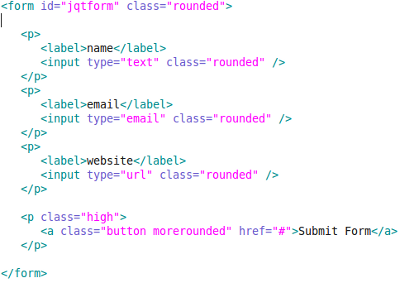 <form id="jqtform" class="rounded">
<p>
<label>name</label>
<input type="text" class="rounded" />
</p>
<p>
<label>email</label>
<input type="email" class="rounded" />
</p>
<p>
<label>website</label>
<input type="url" class="rounded" />
</p>
<p class="high">
<a class="button morerounded" href="#">Submit Form</a>
</p>
</form>